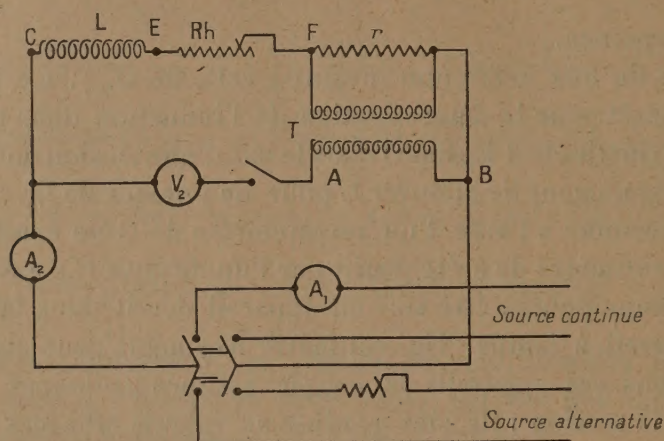 L
C E Rh F r
T
V₂ A B
A₂
A₁
Source continue
Source alternative